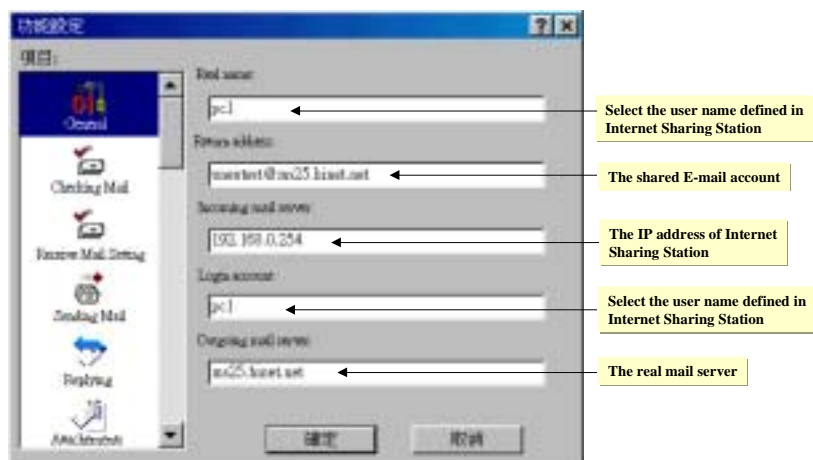 功能設定
項目:
General
Checking Mail
Receive Mail Setting
Sending Mail
Replying
Attachments
Real name:
pc1
Return address:
@ms25.hinet.net
Incoming mail server:
192.168.0.254
Login account:
pc1
Outgoing mail server:
ms25.hinet.net
確定
取消
Select the user name defined in
Internet Sharing Station
The shared E-mail account
The IP address of Internet
Sharing Station
Select the user name defined in
Internet Sharing Station
The real mail server